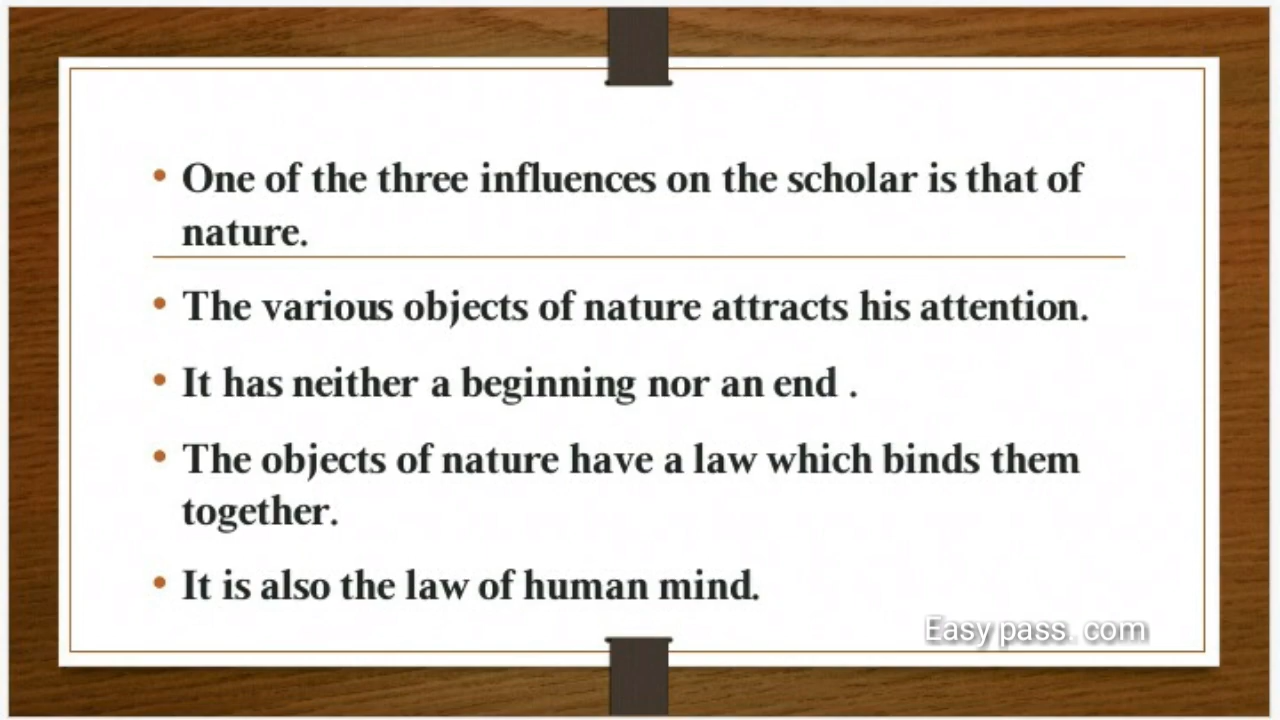 • One of the three influences on the scholar is that of
nature.
• The various objects of nature attracts his attention.
• It has neither a beginning nor an end .
• The objects of nature have a law which binds them
together.
• It is also the law of human mind.
Easy pass. com